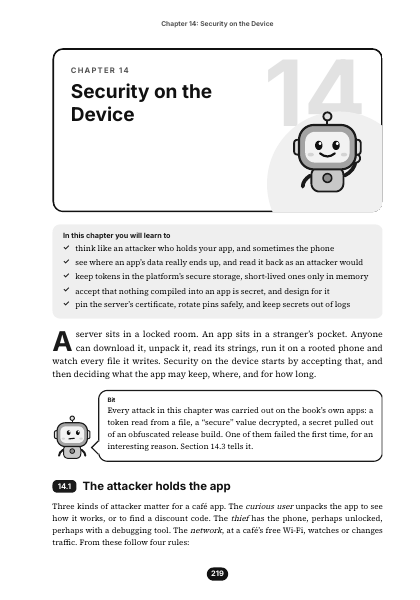 Chapter 14: Security on the Device
CHAPTER 14
14
Security on the
Device
In this chapter you will learn to
✓ think like an attacker who holds your app, and sometimes the phone
✓ see where an app's data really ends up, and read it back as an attacker would
✓ keep tokens in the platform's secure storage, short-lived ones only in memory
✓ accept that nothing compiled into an app is secret, and design for it
✓ pin the server's certificate, rotate pins safely, and keep secrets out of logs
A server sits in a locked room. An app sits in a stranger's pocket. Anyone
can download it, unpack it, read its strings, run it on a rooted phone and
watch every file it writes. Security on the device starts by accepting that, and
then deciding what the app may keep, where, and for how long.
Bit
Every attack in this chapter was carried out on the book's own apps: a
token read from a file, a “secure” value decrypted, a secret pulled out
of an obfuscated release build. One of them failed the first time, for an
interesting reason. Section 14.3 tells it.
14.1 The attacker holds the app
Three kinds of attacker matter for a café app. The curious user unpacks the app to see
how it works, or to find a discount code. The thief has the phone, perhaps unlocked,
perhaps with a debugging tool. The network, at a café's free Wi-Fi, watches or changes
traffic. From these follow four rules:
219